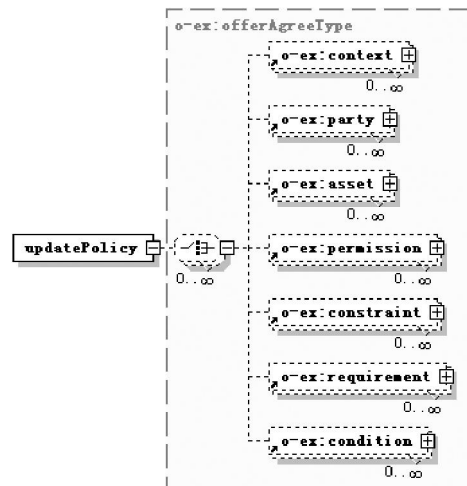 o-ex:offerAgreeType
o-ex:context
0..∞
o-ex:party
0..∞
o-ex:asset
0..∞
updatePolicy
0..∞
o-ex:permission
0..∞
o-ex:constraint
0..∞
o-ex:requirement
0..∞
o-ex:condition
0..∞